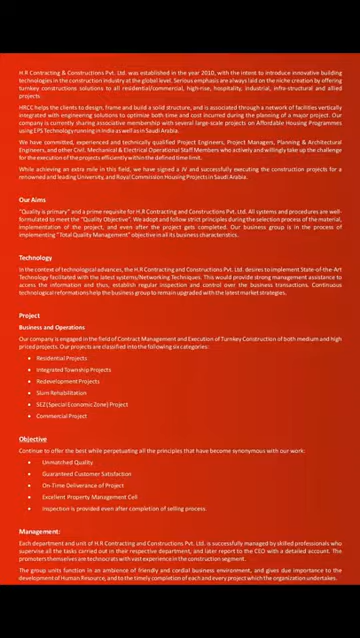 H.R Contracting & Constructions Pvt. Ltd. was established in the year 2010, with the intent to introduce innovative building
technologies in the construction industry at the global level. Serious emphasis are always laid on the niche creation by offering
turnkey constructions solutions to all residential/commercial, high-rise, hospitality, industrial, infra-structural and allied
projects.
HRCC helps the clients to design, frame and build a solid structure, and is associated through a network of facilities vertically
integrated with engineering solutions to optimize both time and cost incurred during the planning of a major project. Our
company is currently sharing associative membership with several large-scale projects on Affordable Housing Programmes
using EPS Technology running in India as well as in Saudi Arabia.
We have committed, experienced and technically qualified Project Engineers, Project Managers, Planning & Architectural
Engineers, and other Civil, Mechanical & Electrical Operational Staff Members who actively and willingly take up the challenge
for the execution of the projects efficiently within the defined time limit.
While achieving an extra mile in this field, we have signed a JV and successfully executing the construction projects for a
renowned and leading University, and Royal Commission Housing Projects in Saudi Arabia.
Our Aims
"Quality is primary" and a prime requisite for H.R Contracting and Constructions Pvt. Ltd. All systems and procedures are well-
formulated to meet the "Quality Objective". We adopt and follow strict principles during the selection process of the material,
implementation of the project, and even after the project gets completed. Our business group is in the process of
implementing "Total Quality Management" objective in all its business characteristics.
Technology
In the context of technological advances, the H.R Contracting and Constructions Pvt. Ltd. desires to implement State-of-the-Art
Technology facilitated with the latest systems/Networking Techniques. This would provide strong management assistance to
access the information and thus, establish regular inspection and control over the business transactions. Continuous
technological reformations help the business group to remain upgraded with the latest market strategies.
Project
Business and Operations
Our company is engaged in the field of Contract Management and Execution of Turnkey Construction of both medium and high
priced projects. Our projects are classified into the following six categories:
• Residential Projects
• Integrated Township Projects
• Redevelopment Projects
• Slum Rehabilitation
• SEZ (Special Economic Zone) Project
• Commercial Project
Objective
Continue to offer the best while perpetuating all the principles that have become synonymous with our work:
• Unmatched Quality
• Guaranteed Customer Satisfaction
• On-Time Deliverance of Project
• Excellent Property Management Cell
• Inspection is provided even after completion of selling process.
Management:
Each department and unit of H.R Contracting and Constructions Pvt. Ltd. is successfully managed by skilled professionals who
supervise all the tasks carried out in their respective department, and later report to the CEO with a detailed account. The
promoters themselves are technocrats with vast experience in the construction segment.
The group units function in an ambience of friendly and cordial business environment, and gives due importance to the
development of Human Resource, and to the timely completion of each and every project which the organization undertakes.